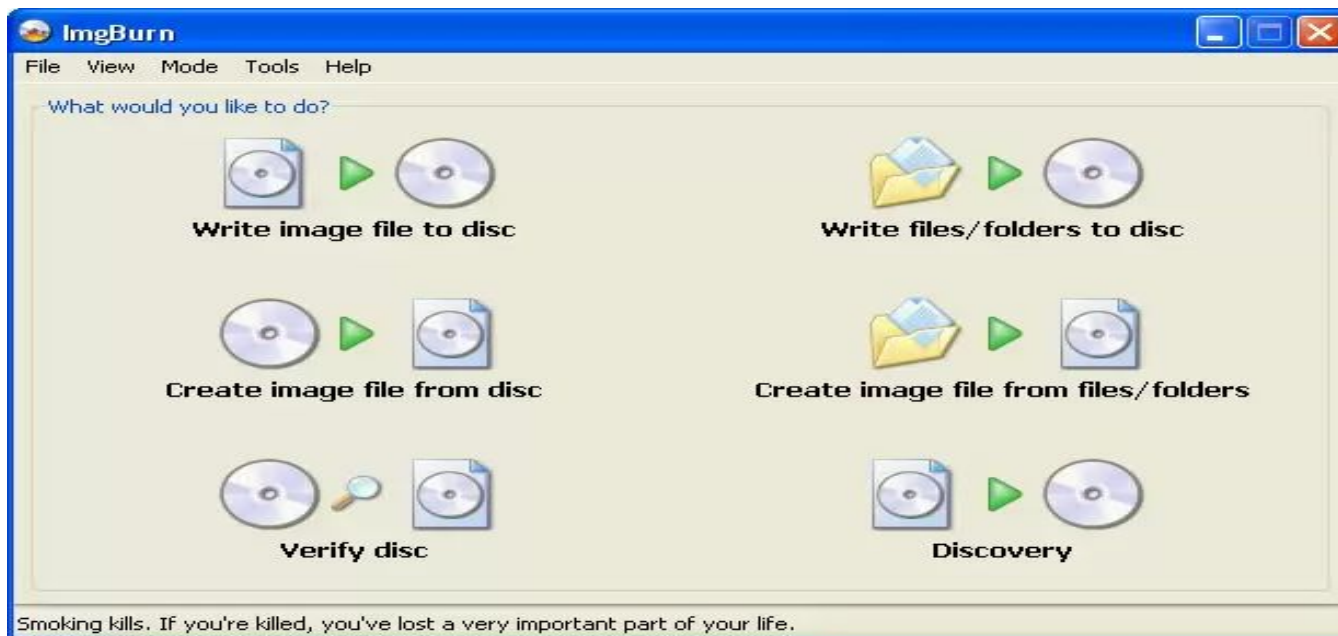 ImgBurn
File View Mode Tools Help
What would you like to do?
Write image file to disc
Write files/folders to disc
Create image file from disc
Create image file from files/folders
Verify disc
Discovery
Smoking kills. If you're killed, you've lost a very important part of your life.